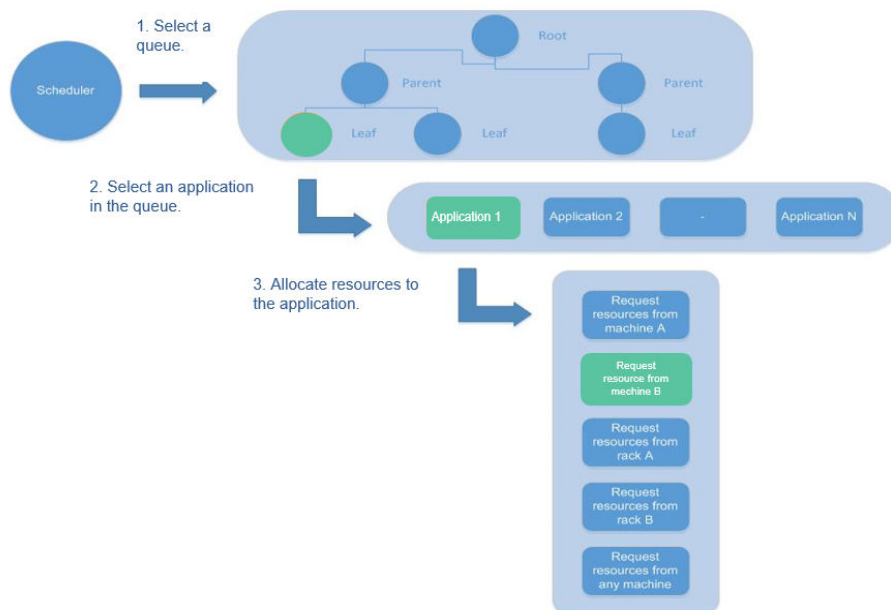 1. Select a
queue.
Scheduler
Root
Parent
Parent
Leaf
Leaf
Leaf
2. Select an application
in the queue.
Application 1
Application 2
-
Application N
3. Allocate resources to
the application.
Request
resources from
machine A
Request
resource from
mechine B
Request
resources from
rack A
Request
resources from
rack B
Request
resources from
any machine